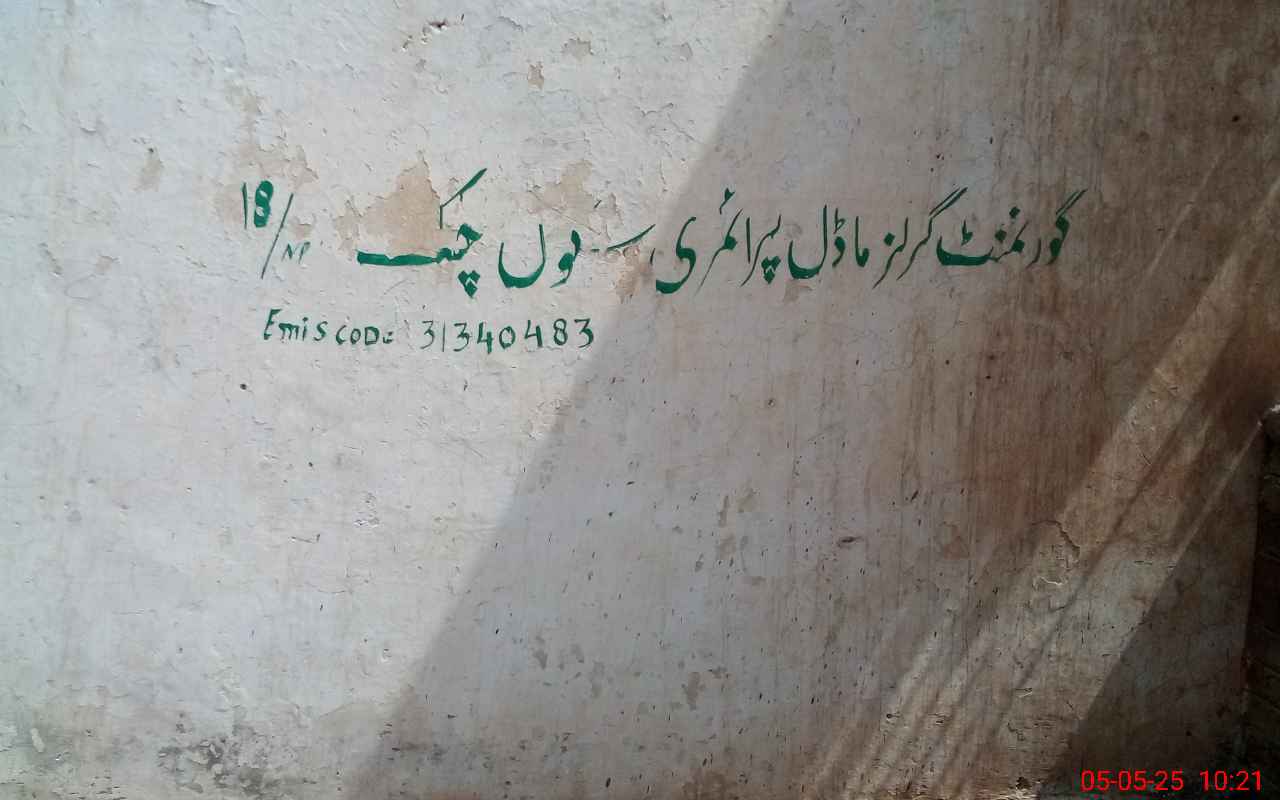 گورنمنٹ گرلز ماڈل پرائمری سکول چک 18/NP
Emis CODE 31340483
05-05-25 10:21